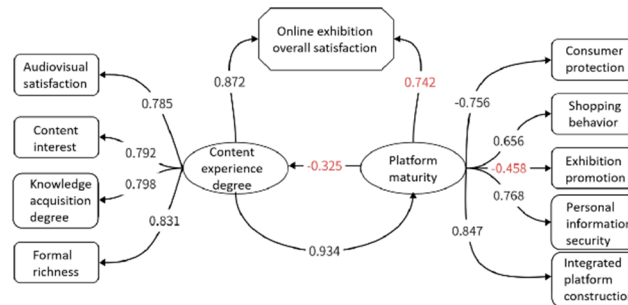 Online exhibition
overall satisfaction
Audiovisual
satisfaction
Content
interest
Knowledge
acquisition
degree
Formal
richness
0.785
0.792
0.798
0.831
0.872
0.742
Content
experience
degree
-0.325
Platform
maturity
0.934
-0.756
0.656
-0.458
0.768
0.847
Consumer
protection
Shopping
behavior
Exhibition
promotion
Personal
information
security
Integrated
platform
construction